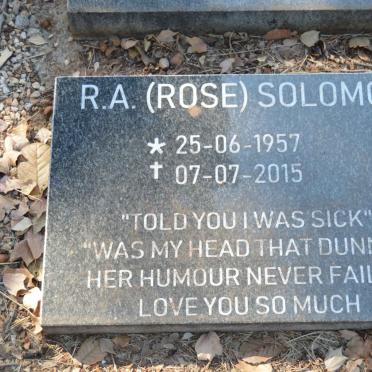 R.A. (ROSE) SOLOMO
* 25-06-1957
✝ 07-07-2015
"TOLD YOU I WAS SICK"
"WAS MY HEAD THAT DUNN
HER HUMOUR NEVER FAIL
LOVE YOU SO MUCH